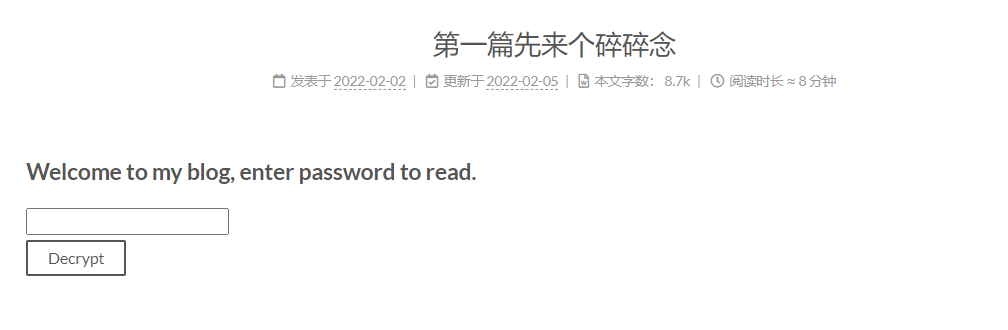 第一篇先来个碎碎念
发表于 2022-02-02 | 更新于 2022-02-05 | 本文字数： 8.7k | 阅读时长 ≈ 8 分钟
Welcome to my blog, enter password to read.
Decrypt